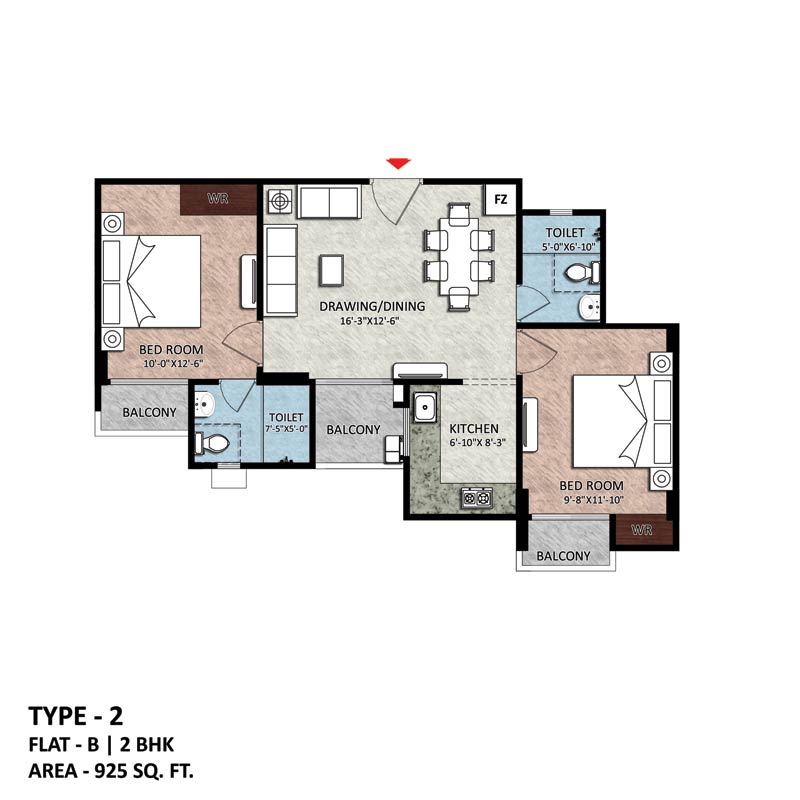 WR
FZ
TOILET
5'-0"X6'-10"
DRAWING/DINING
16'-3"X12'-6"
BED ROOM
10'-0"X12'-6"
BALCONY
TOILET
7'-5"X5'-0"
BALCONY
KITCHEN
6'-10"X 8'-3"
BED ROOM
9'-8"X11'-10"
WR
BALCONY
TYPE - 2
FLAT - B | 2 BHK
AREA - 925 SQ. FT.